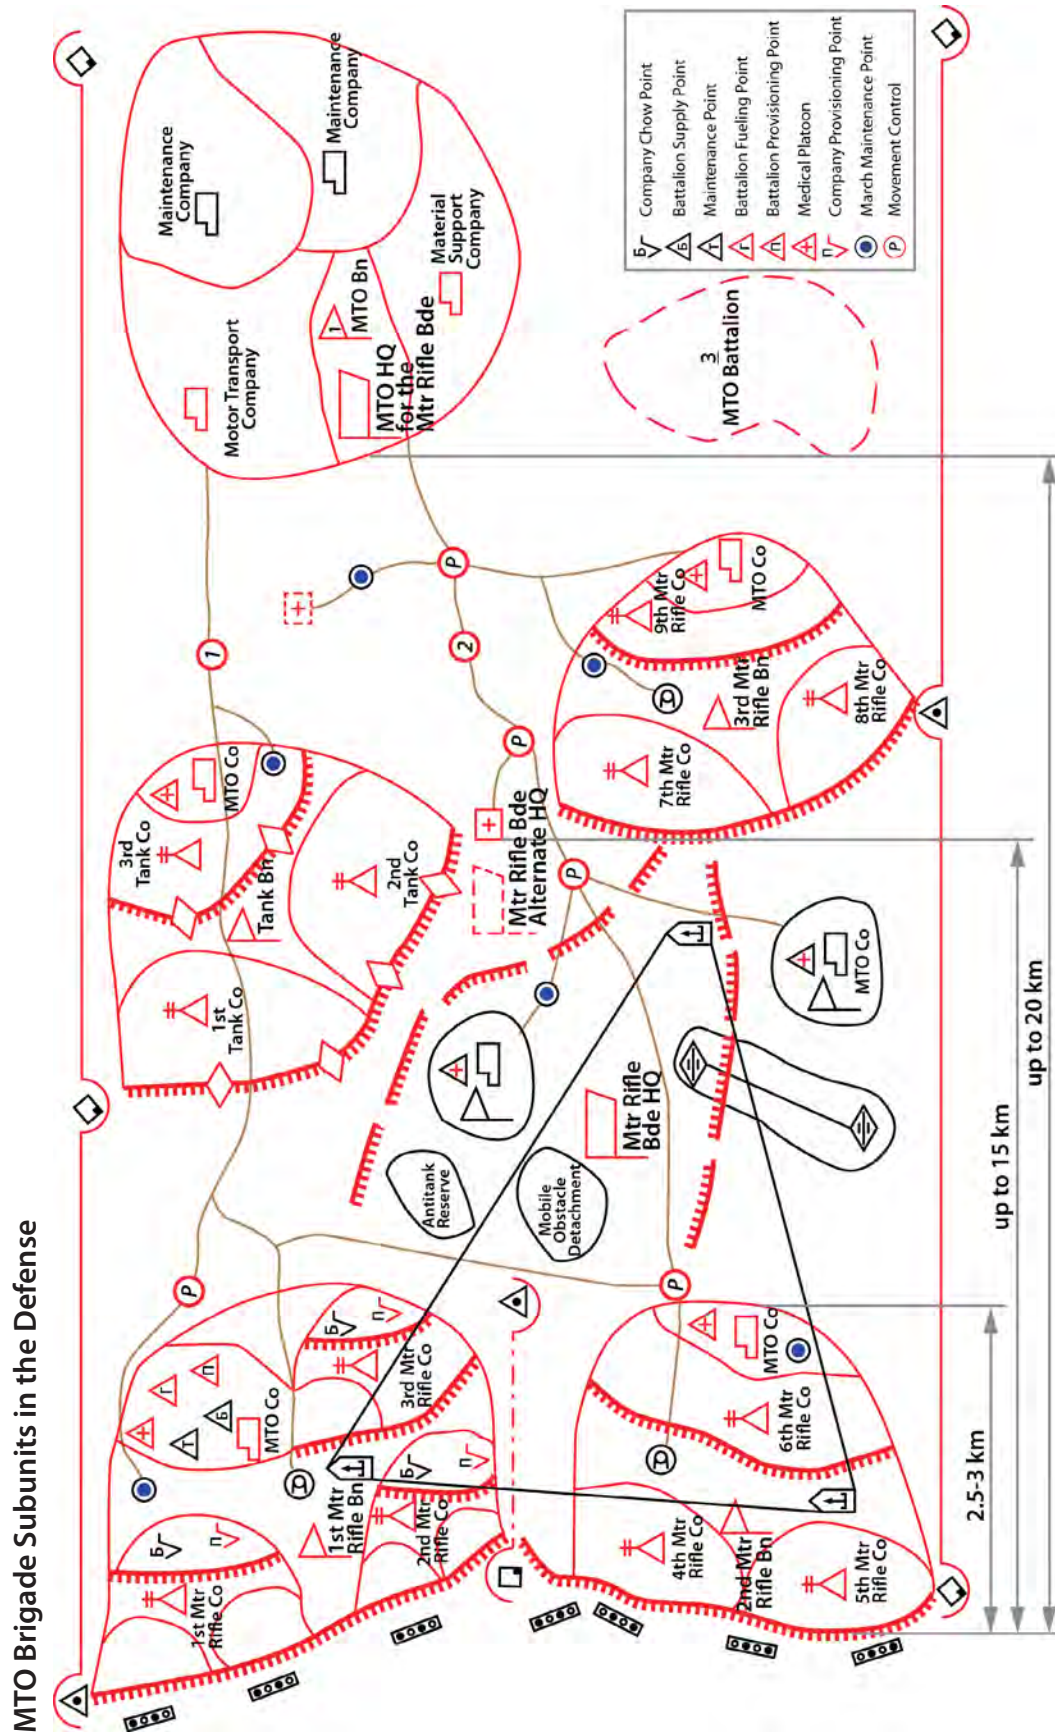 MTO Brigade Subunits in the Defense
Maintenance
Company
Maintenance
Company
Motor Transport
Company
1
MTO Bn
MTO HQ
for the
Mtr Rifle Bde
Material
Support
Company
Б
Company Chow Point
Б
Battalion Supply Point
Т
Maintenance Point
Г
Battalion Fueling Point
П
Battalion Provisioning Point
Medical Platoon
П
Company Provisioning Point
March Maintenance Point
P
Movement Control
3
MTO Battalion
1
P
2
P
P
3rd
Tank Co
MTO Co
Tank Bn
2nd
Tank Co
1st
Tank Co
Mtr Rifle Bde
Alternate HQ
9th Mtr
Rifle Co
MTO Co
3rd Mtr
Rifle Bn
7th Mtr
Rifle Co
8th Mtr
Rifle Co
MTO Co
Antitank
Reserve
Mobile
Obstacle
Detachment
Mtr Rifle
Bde HQ
P
P
Г
П
Т
Б
MTO Co
Б
П
3rd Mtr
Rifle Co
Б
П
1st Mtr
Rifle Co
1st Mtr
Rifle Bn
2nd Mtr
Rifle Co
Б
П
MTO Co
6th Mtr
Rifle Co
4th Mtr
Rifle Co
2nd Mtr
Rifle Bn
5th Mtr
Rifle Co
2.5-3 km
up to 15 km
up to 20 km